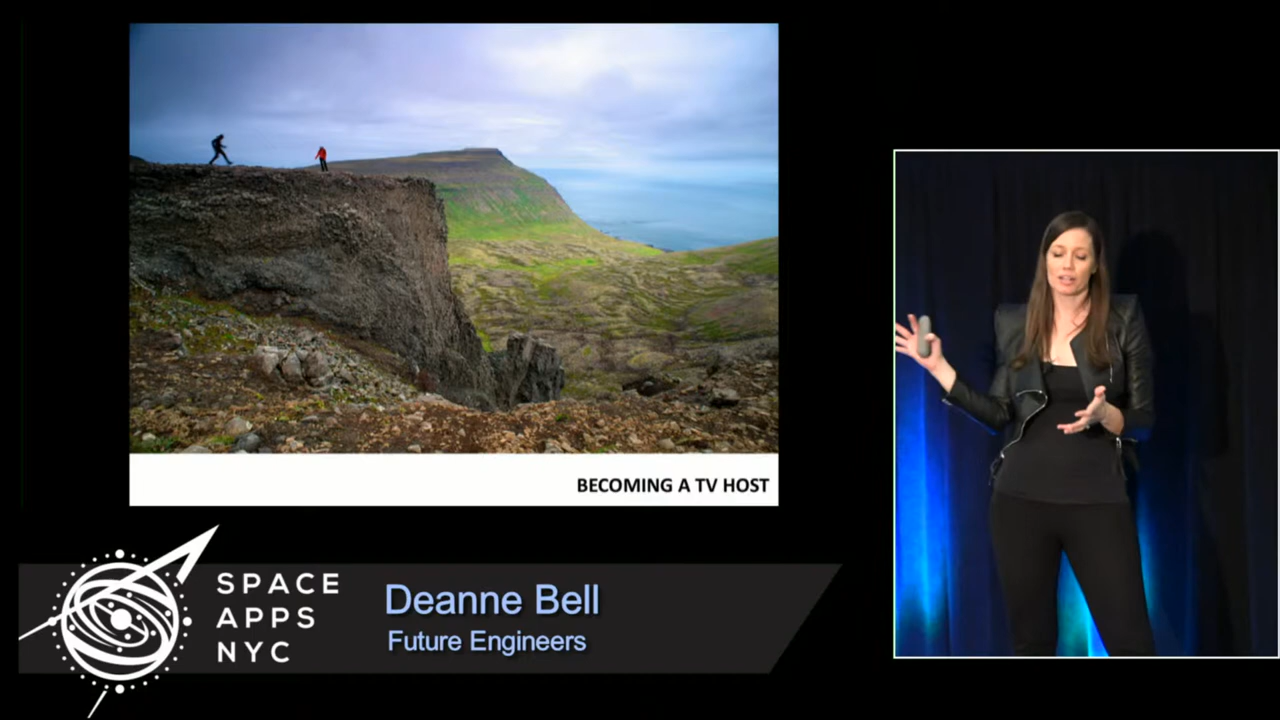 BECOMING A TV HOST
SPACE
APPS
NYC
Deanne Bell
Future Engineers